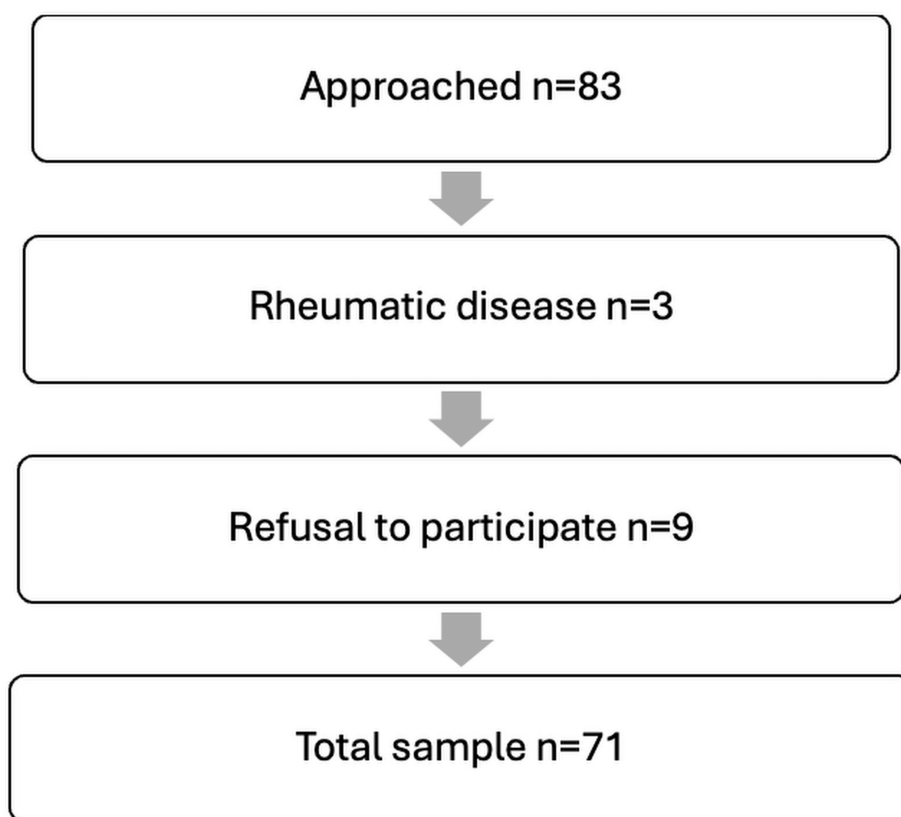 Approached n=83
Rheumatic disease n=3
Refusal to participate n=9
Total sample n=71